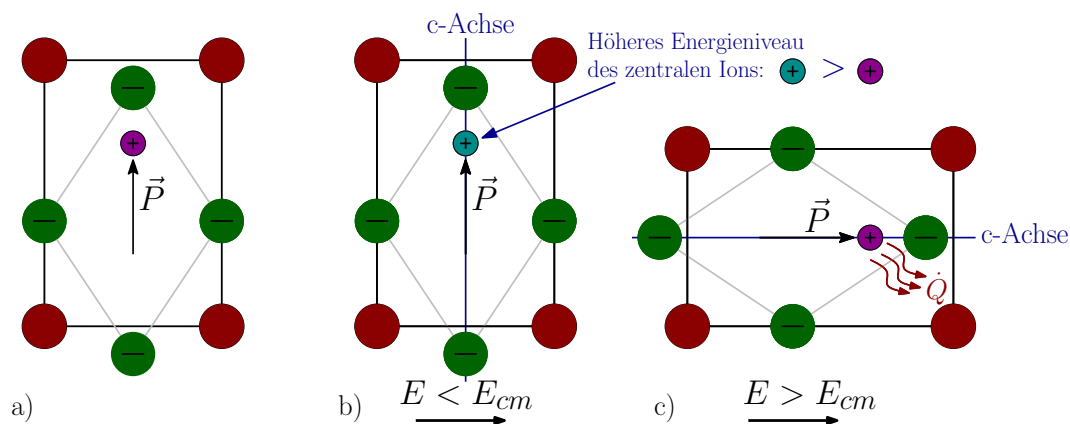 c-Achse
Höheres Energieniveau
des zentralen Ions: + > +
− + − − −
P⃗
− + − − −
P⃗
− − + − −
P⃗
c-Achse
Q̇
a)
b)
E < E_cm
c)
E > E_cm